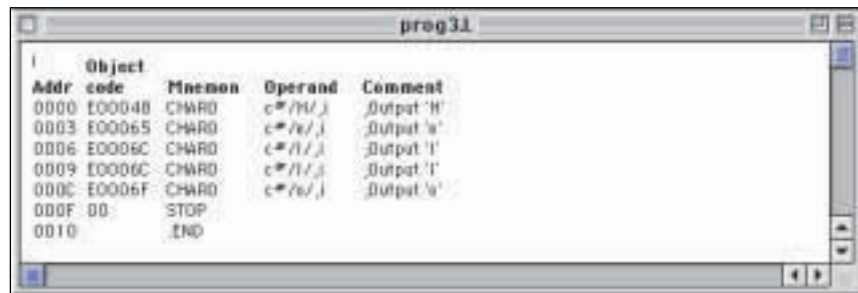 prog3.l
Object
Addr code Mnemon Operand Comment
0000 E00048 CHARO c#/H/,i ;Output 'H'
0003 E00065 CHARO c#/e/,i ;Output 'e'
0006 E0006C CHARO c#/l/,i ;Output 'l'
0009 E0006C CHARO c#/l/,i ;Output 'l'
000C E0006F CHARO c#/o/,i ;Output 'o'
000F 00 STOP
0010 .END